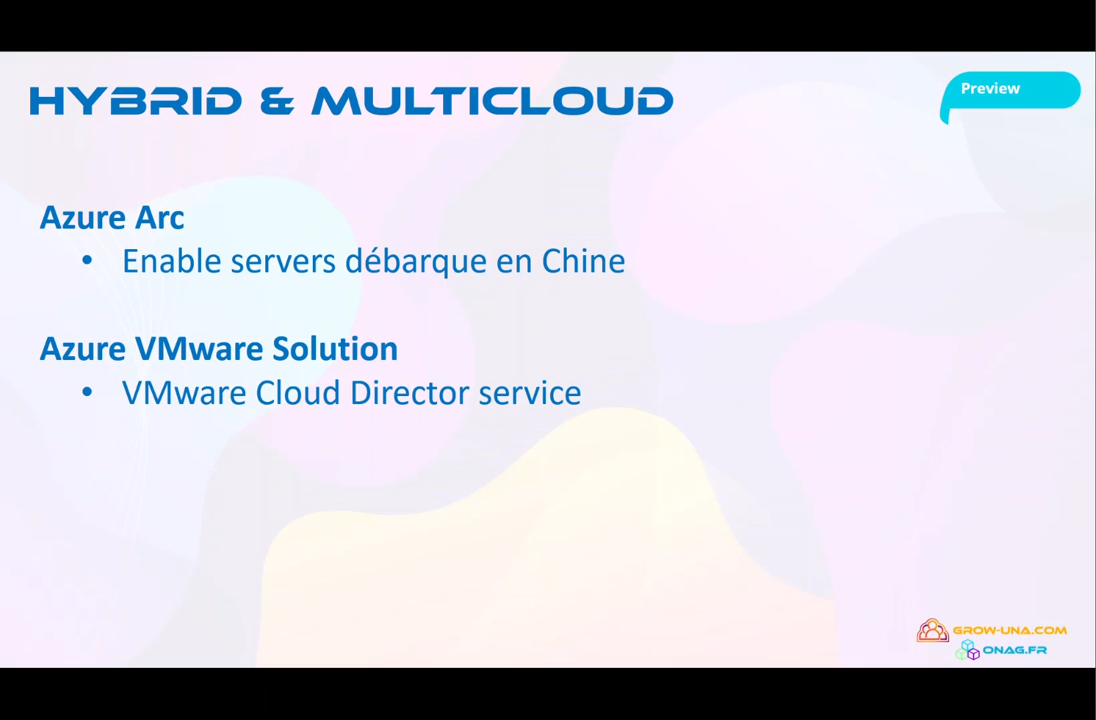 HYBRID & MULTICLOUD
Preview
Azure Arc
• Enable servers débarque en Chine
Azure VMware Solution
• VMware Cloud Director service
GROW-UNA.COM
ONAG.FR